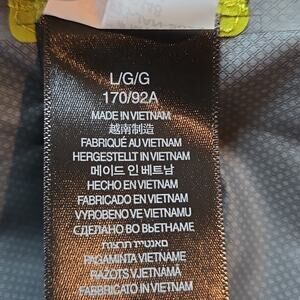 L/G/G
170/92A
MADE IN VIETNAM
越南制造
FABRIQUÉ AU VIETNAM
HERGESTELLT IN VIETNAM
메이드 인 베트남
HECHO EN VIETNAM
FABRICADO EN VIETNAM
VYROBENO VE VIETNAMU
СДЕЛАНО ВО ВЬЕТНАМЕ
PAGAMINTA VIETNAME
RAŽOTS VJETNĀMĀ
FABBRICATO IN VIETNAM